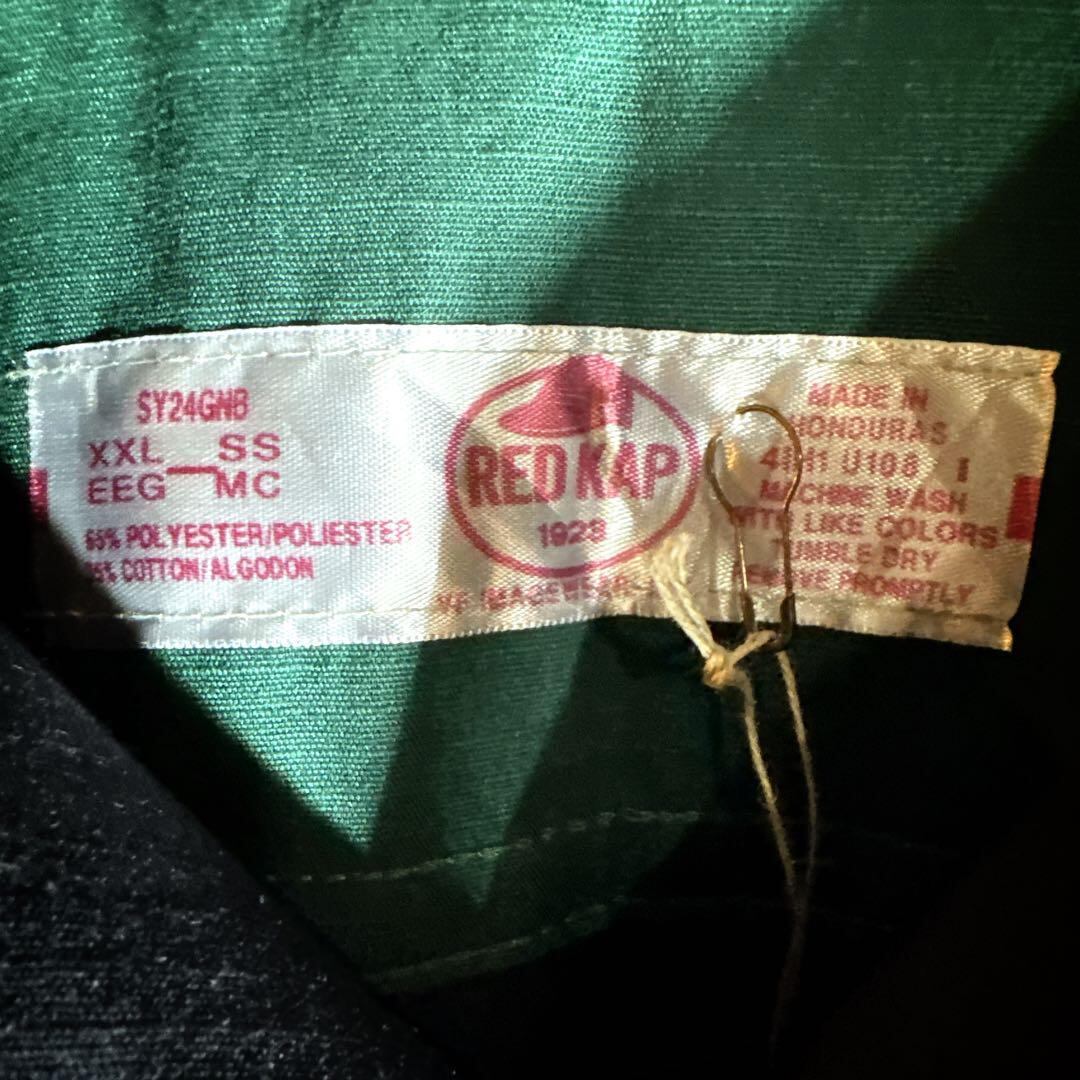 SY24GNB
XXL SS
EEG MC
65% POLYESTER/POLIESTER
35% COTTON/ALGODON
RED KAP
1923
MADE IN
HONDURAS
U108 I
MACHINE WASH
LIKE COLORS
TUMBLE DRY
REMOVE PROMPTLY